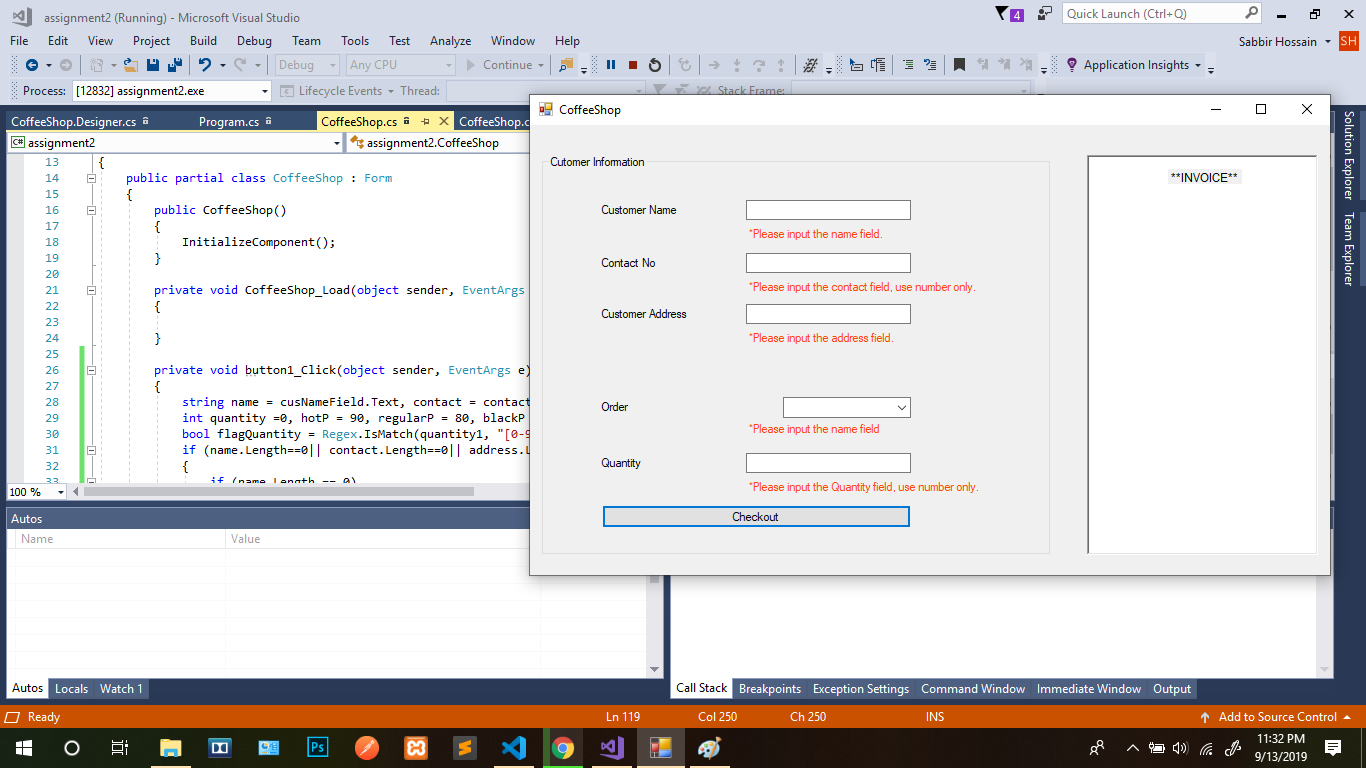 assignment2 (Running) - Microsoft Visual Studio
4
Quick Launch (Ctrl+Q)
File Edit View Project Build Debug Team Tools Test Analyze Window Help
Sabbir Hossain SH
Debug Any CPU Continue Application Insights
Process: [12832] assignment2.exe Lifecycle Events Thread: Stack Frame:
CoffeeShop.Designer.cs Program.cs CoffeeShop.cs CoffeeShop.c
assignment2 assignment2.CoffeeShop
13 {
14 public partial class CoffeeShop : Form
15 {
16 public CoffeeShop()
17 {
18 InitializeComponent();
19 }
20
21 private void CoffeeShop_Load(object sender, EventArgs
22 {
23
24 }
25
26 private void button1_Click(object sender, EventArgs e)
27 {
28 string name = cusNameField.Text, contact = contact
29 int quantity =0, hotP = 90, regularP = 80, blackP
30 bool flagQuantity = Regex.IsMatch(quantity1, "[0-9
31 if (name.Length==0|| contact.Length==0|| address.L
32 {
33 if (name.Length == 0)
100 %
CoffeeShop
Cutomer Information
Customer Name
*Please input the name field.
Contact No
*Please input the contact field, use number only.
Customer Address
*Please input the address field.
Order
*Please input the name field
Quantity
*Please input the Quantity field, use number only.
Checkout
**INVOICE**
Solution Explorer
Team Explorer
Autos
Name Value
Autos Locals Watch 1
Call Stack Breakpoints Exception Settings Command Window Immediate Window Output
Ready Ln 119 Col 250 Ch 250 INS Add to Source Control
Ps
11:32 PM
9/13/2019